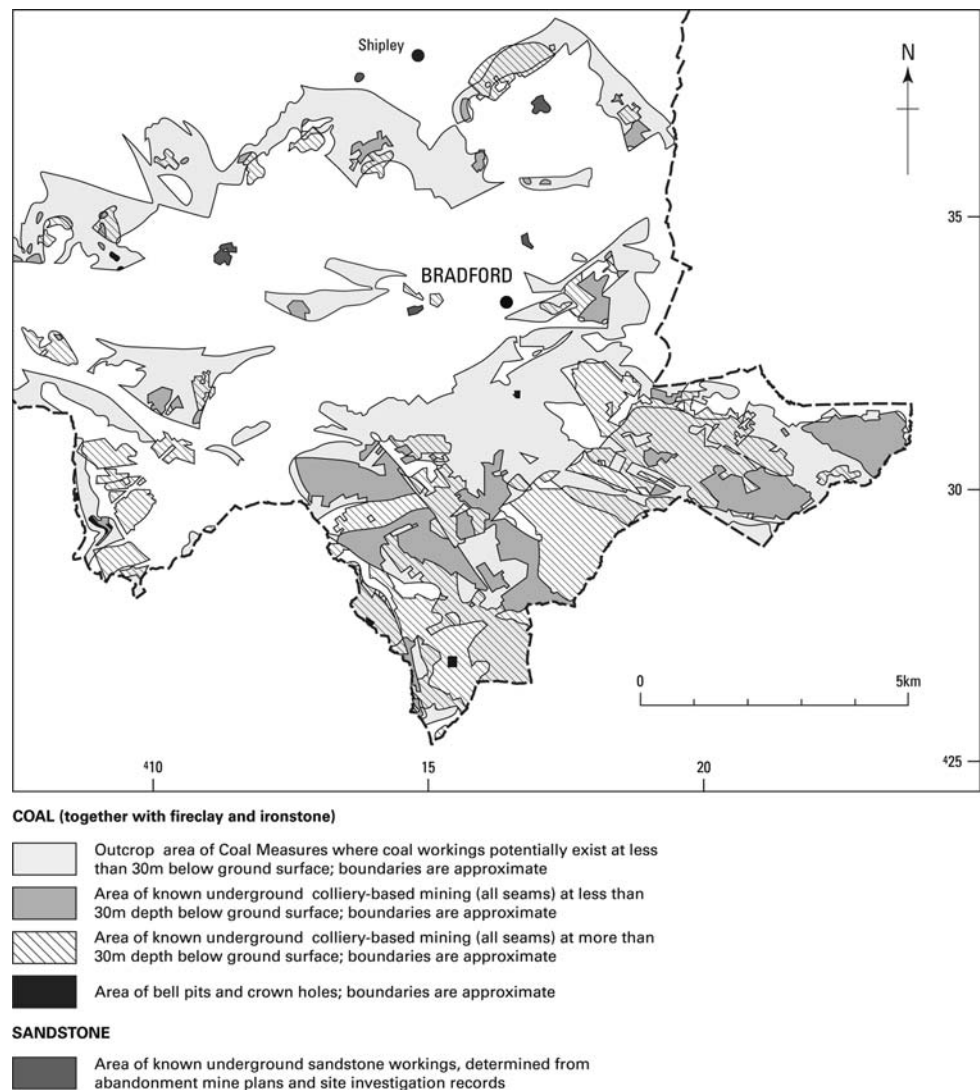 Shipley
N
35
BRADFORD
30
0 5km
⁴10 15 20 ⁴25
COAL (together with fireclay and ironstone)
Outcrop area of Coal Measures where coal workings potentially exist at less
than 30m below ground surface; boundaries are approximate
Area of known underground colliery-based mining (all seams) at less than
30m depth below ground surface; boundaries are approximate
Area of known underground colliery-based mining (all seams) at more than
30m depth below ground surface; boundaries are approximate
Area of bell pits and crown holes; boundaries are approximate
SANDSTONE
Area of known underground sandstone workings, determined from
abandonment mine plans and site investigation records